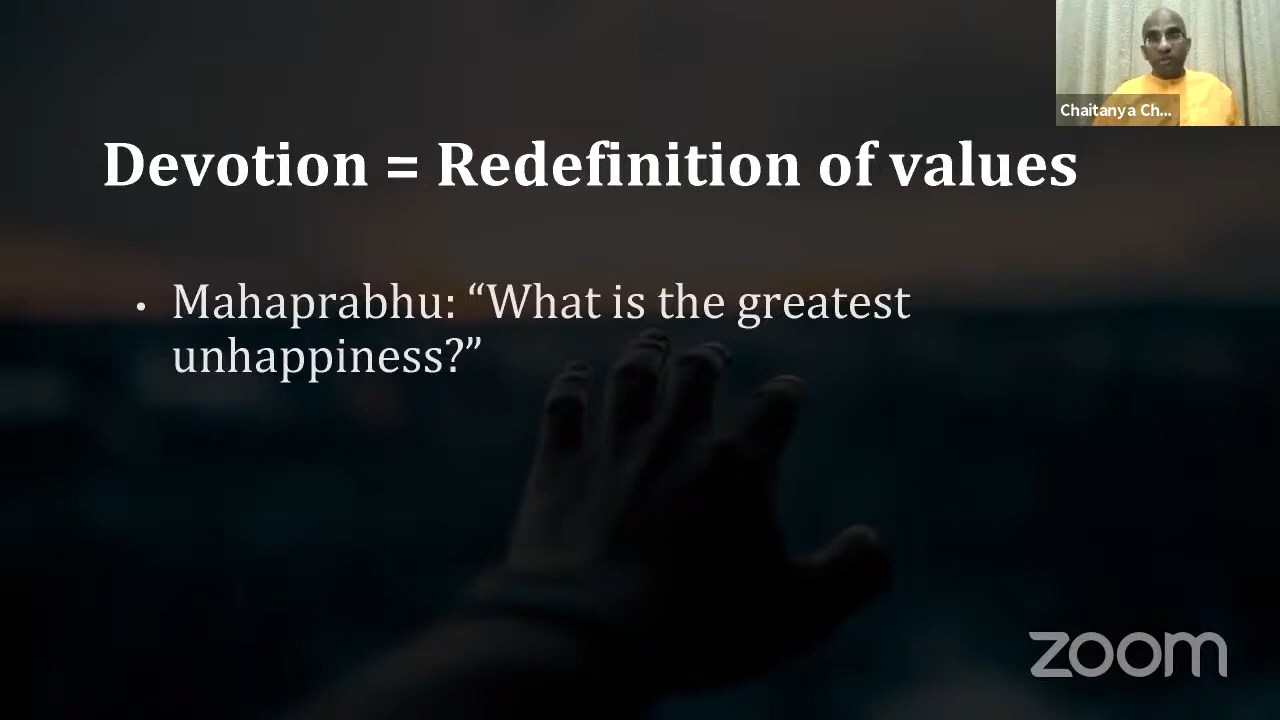 Chaitanya Ch...
Devotion = Redefinition of values
• Mahaprabhu: “What is the greatest
unhappiness?”
zoom